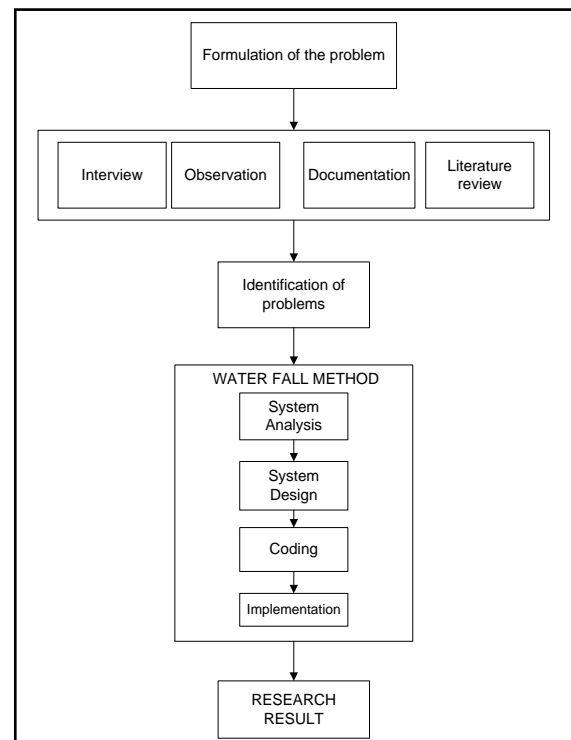 Formulation of the problem
Interview
Observation
Documentation
Literature
review
Identification of
problems
WATER FALL METHOD
System
Analysis
System
Design
Coding
Implementation
RESEARCH
RESULT